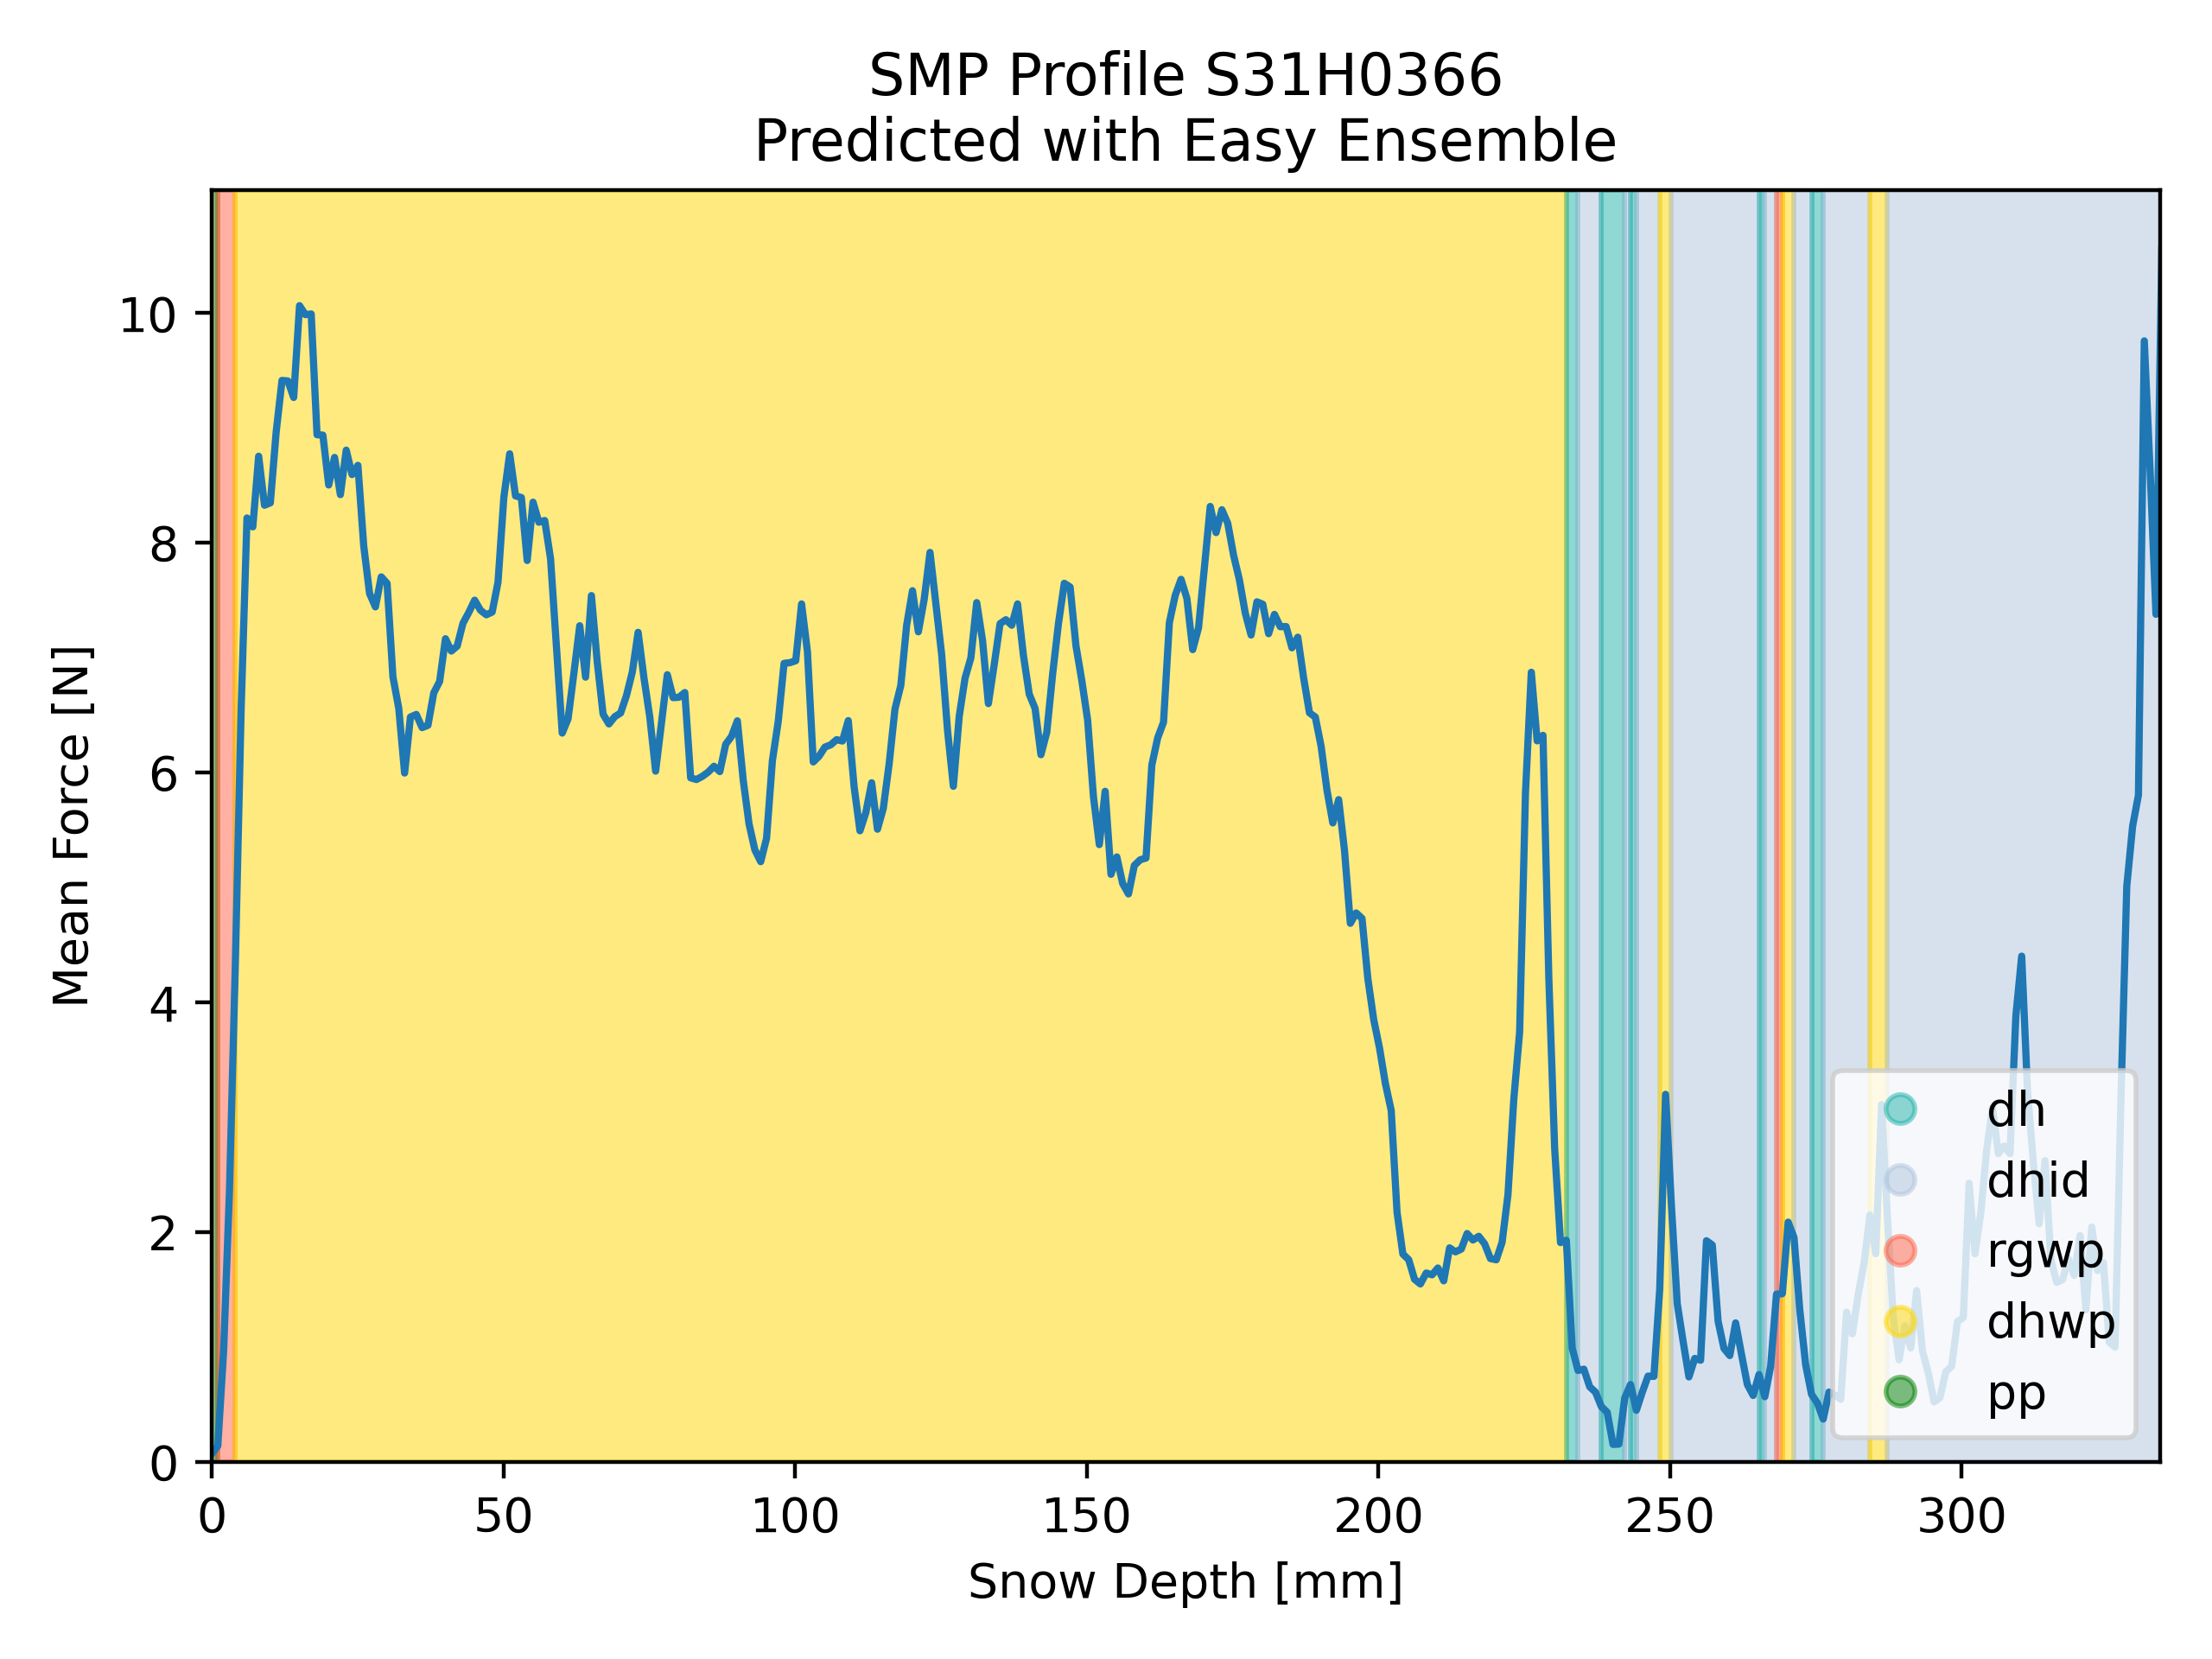 SMP Profile S31H0366
Predicted with Easy Ensemble
Mean Force [N]
10
8
6
4
2
0
dh
dhid
rgwp
dhwp
pp
0 50 100 150 200 250 300
Snow Depth [mm]